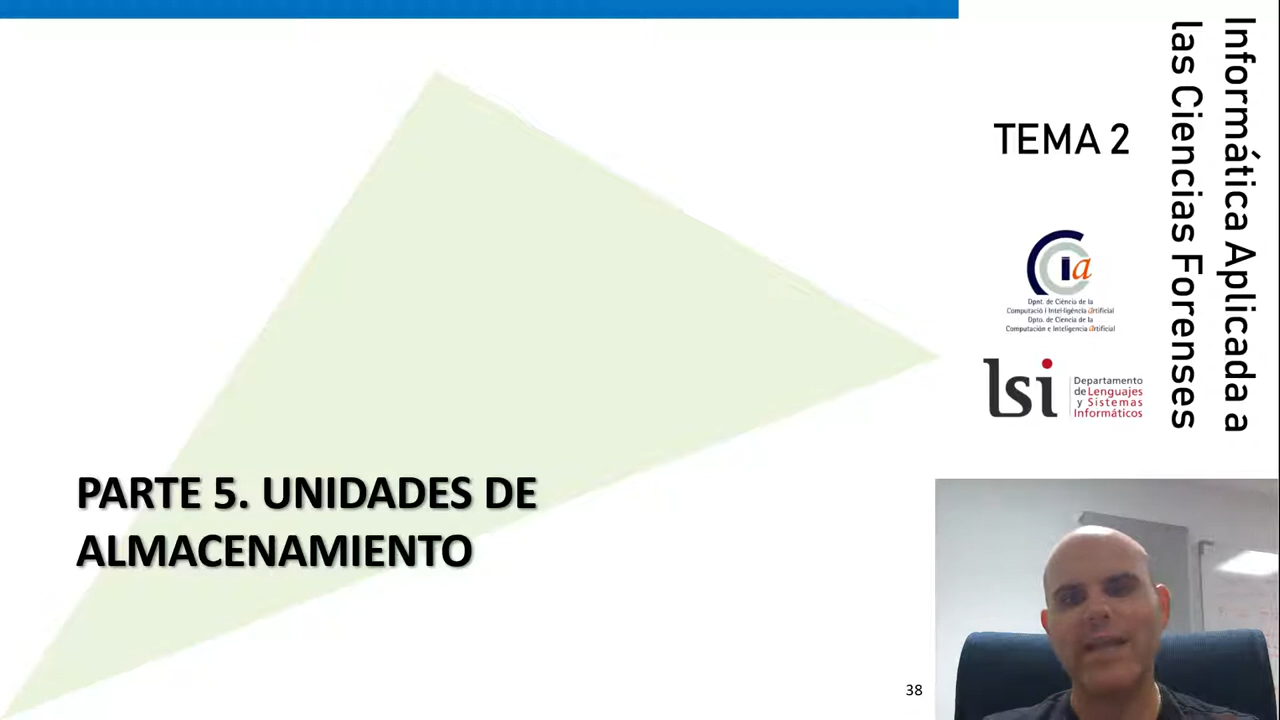 PARTE 5. UNIDADES DE
ALMACENAMIENTO
TEMA 2
Informática Aplicada a
las Ciencias Forenses
Cia
Dpnt. de Ciència de la
Computació i Intel·ligència artificial
Dpto. de Ciencia de la
Computación e Inteligencia artificial
lsi
Departamento
de Lenguajes
y Sistemas
Informáticos
38